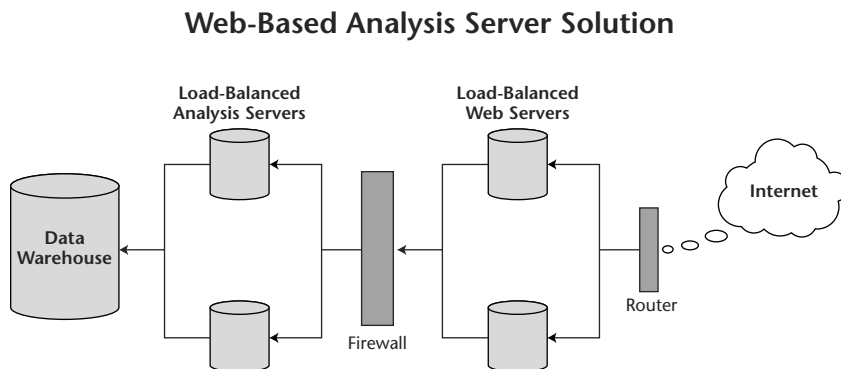 Web-Based Analysis Server Solution
Load-Balanced
Analysis Servers
Load-Balanced
Web Servers
Internet
Data
Warehouse
Router
Firewall